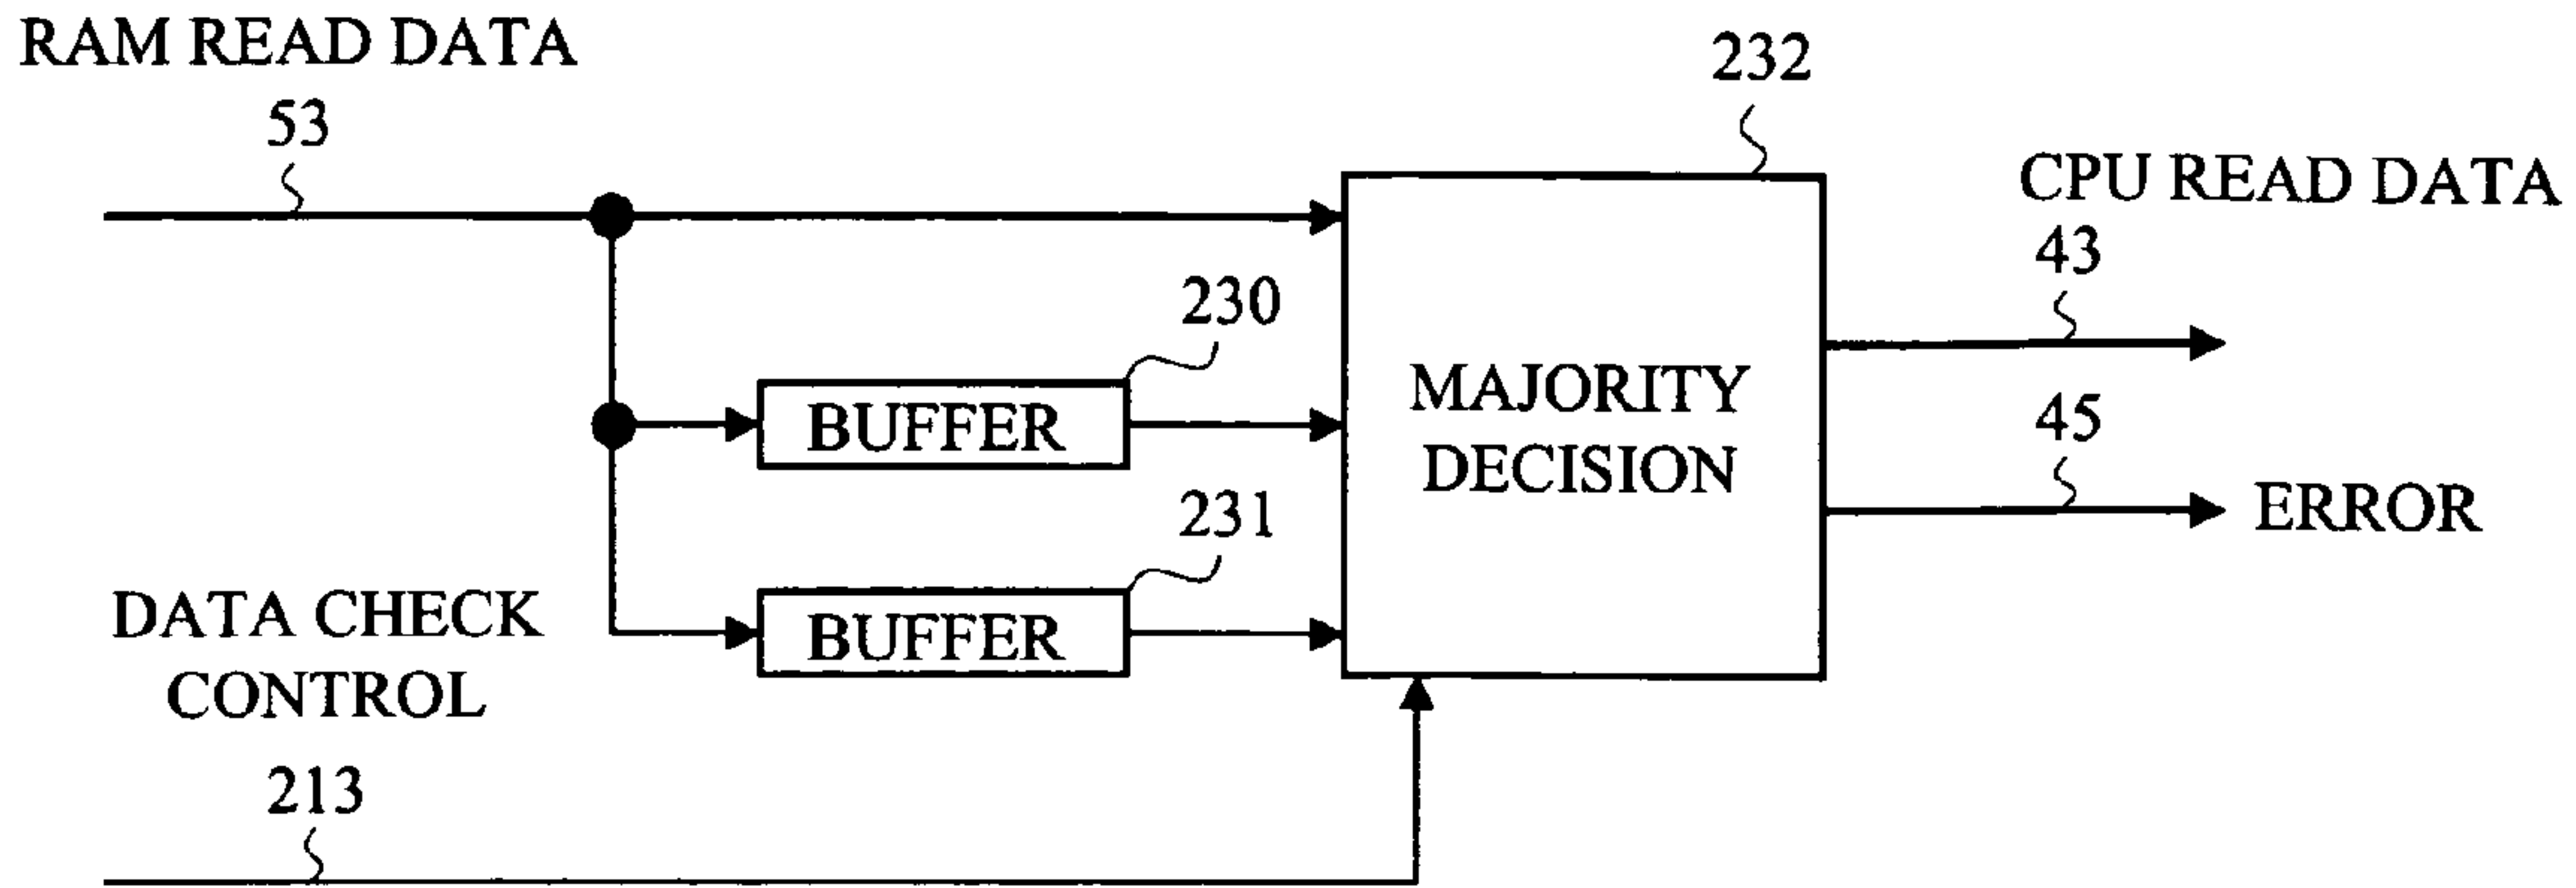 RAM READ DATA
53
232
CPU READ DATA
43
230
BUFFER
MAJORITY
DECISION
45
ERROR
231
BUFFER
DATA CHECK
CONTROL
213